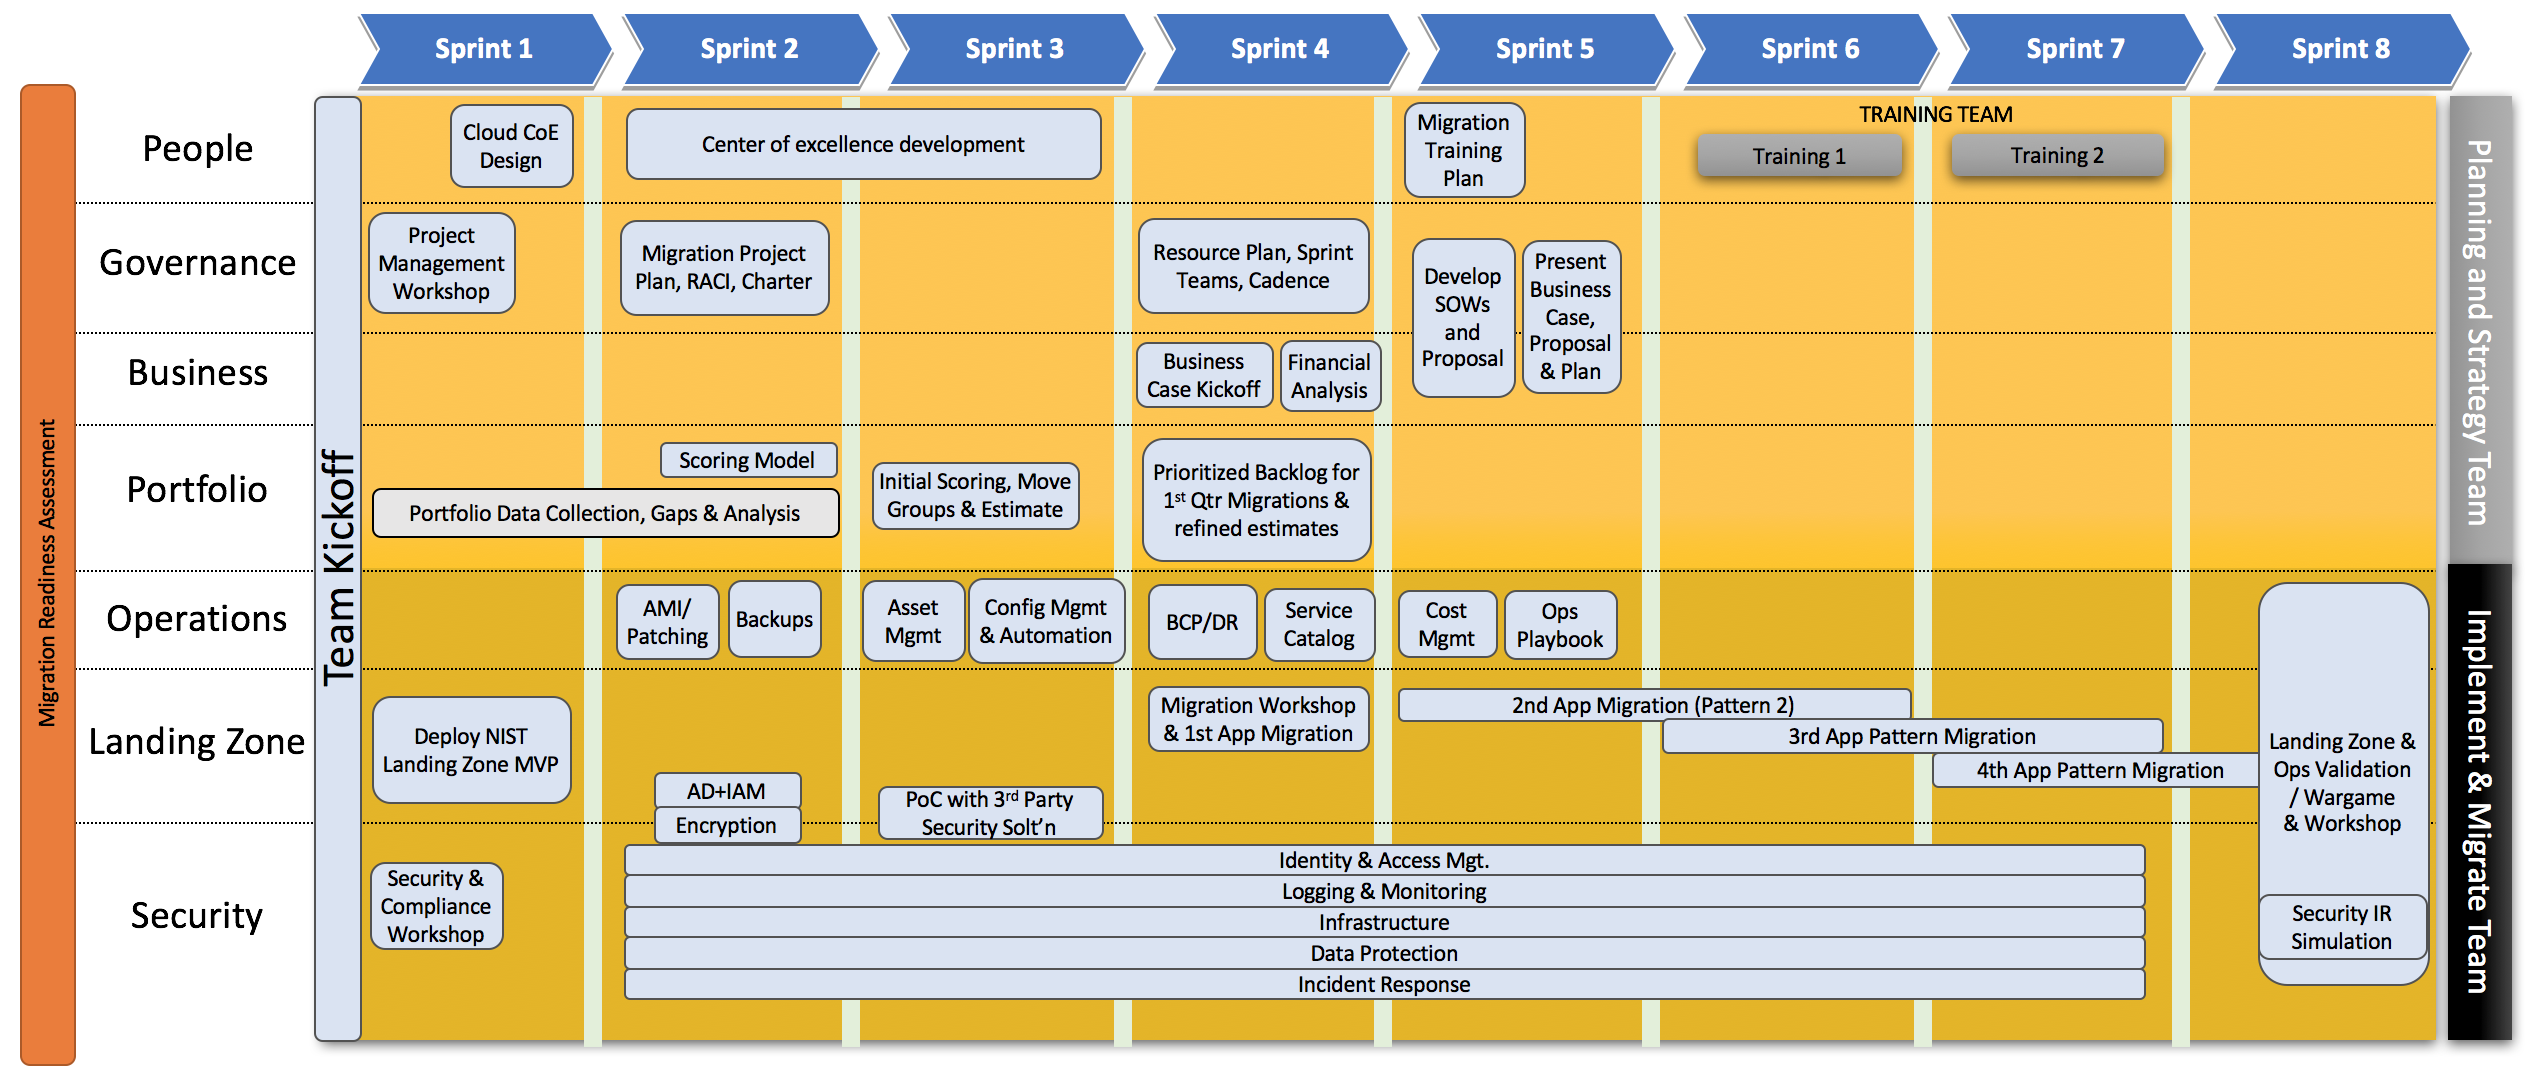 Sprint 1
Sprint 2
Sprint 3
Sprint 4
Sprint 5
Sprint 6
Sprint 7
Sprint 8
Migration Readiness Assessment
Team Kickoff
People
Cloud CoE
Design
Center of excellence development
Migration
Training
Plan
TRAINING TEAM
Training 1
Training 2
Governance
Project
Management
Workshop
Migration Project
Plan, RACI, Charter
Resource Plan, Sprint
Teams, Cadence
Develop
SOWs
and
Proposal
Present
Business
Case,
Proposal
& Plan
Business
Business
Case Kickoff
Financial
Analysis
Portfolio
Scoring Model
Portfolio Data Collection, Gaps & Analysis
Initial Scoring, Move
Groups & Estimate
Prioritized Backlog for
1st Qtr Migrations &
refined estimates
Operations
AMI/
Patching
Backups
Asset
Mgmt
Config Mgmt
& Automation
BCP/DR
Service
Catalog
Cost
Mgmt
Ops
Playbook
Landing Zone
Deploy NIST
Landing Zone MVP
AD+IAM
Encryption
PoC with 3rd Party
Security Solt’n
Migration Workshop
& 1st App Migration
2nd App Migration (Pattern 2)
3rd App Pattern Migration
4th App Pattern Migration
Landing Zone &
Ops Validation
/ Wargame
& Workshop
Security
Security &
Compliance
Workshop
Identity & Access Mgt.
Logging & Monitoring
Infrastructure
Data Protection
Incident Response
Security IR
Simulation
Planning and Strategy Team
Implement & Migrate Team